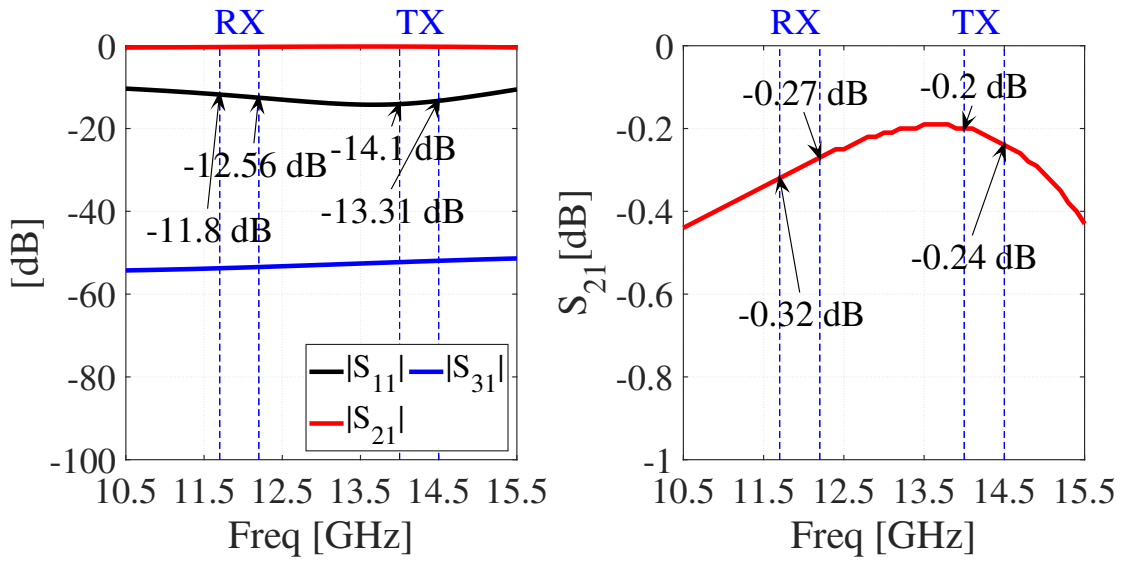 RX TX
0
-20
-40
-60
-80
-100
[dB]
-14.1 dB
-12.56 dB
-13.31 dB
-11.8 dB
|S11| |S31|
|S21|
10.5 11.5 12.5 13.5 14.5 15.5
Freq [GHz]
RX TX
0
-0.2
-0.4
-0.6
-0.8
-1
S21[dB]
-0.27 dB
-0.2 dB
-0.24 dB
-0.32 dB
10.5 11.5 12.5 13.5 14.5 15.5
Freq [GHz]